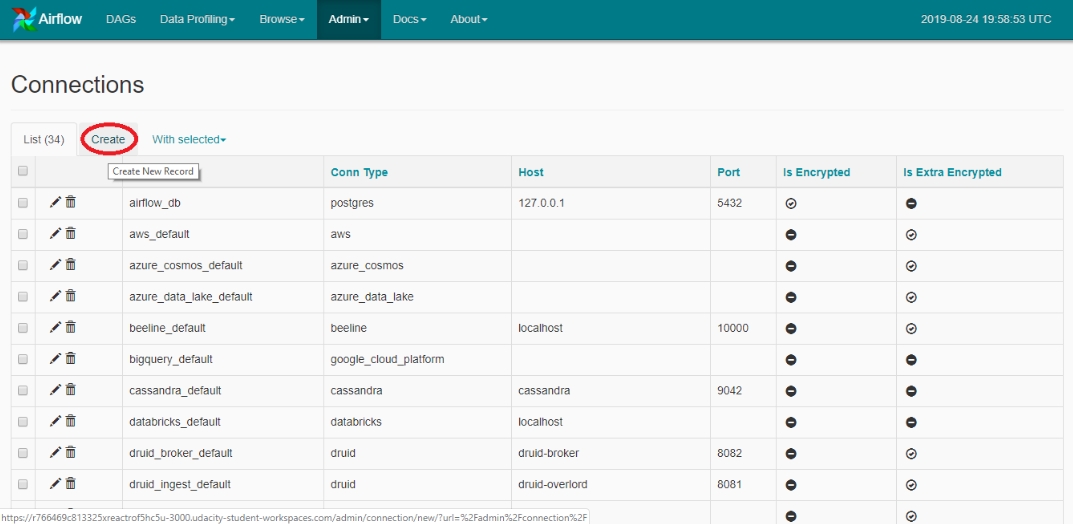 Airflow DAGs Data Profiling Browse Admin Docs About 2019-08-24 19:58:53 UTC
Connections
List (34) Create With selected
Create New Record
Conn Type Host Port Is Encrypted Is Extra Encrypted
airflow_db postgres 127.0.0.1 5432
aws_default aws
azure_cosmos_default azure_cosmos
azure_data_lake_default azure_data_lake
beeline_default beeline localhost 10000
bigquery_default google_cloud_platform
cassandra_default cassandra cassandra 9042
databricks_default databricks localhost
druid_broker_default druid druid-broker 8082
druid_ingest_default druid druid-overlord 8081
https://r766469c813325xreactrof5hc5u-3000.udacity-student-workspaces.com/admin/connection/new/?url=%2Fadmin%2Fconnection%2F